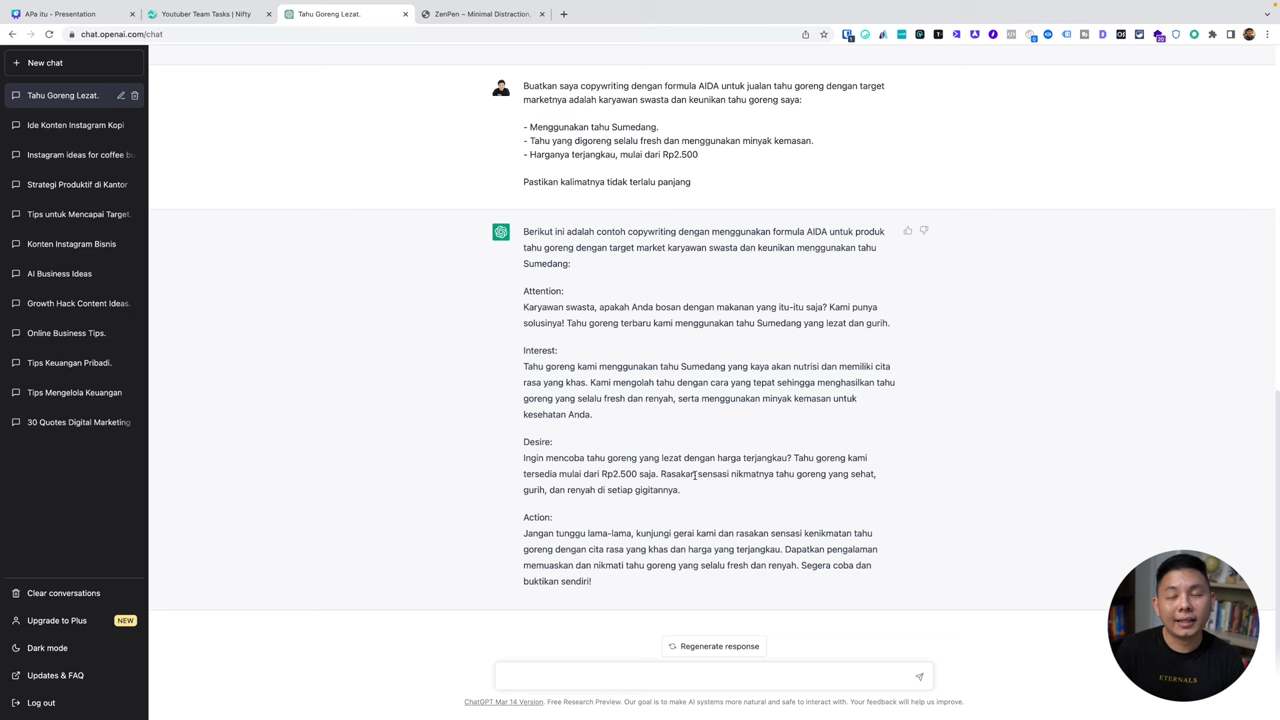 APa itu - Presentation
Youtuber Team Tasks | Nifty
Tahu Goreng Lezat.
ZenPen – Minimal Distraction,
chat.openai.com/chat
New chat
Tahu Goreng Lezat.
Ide Konten Instagram Kopi
Instagram ideas for coffee bu
Strategi Produktif di Kantor
Tips untuk Mencapai Target.
Konten Instagram Bisnis
AI Business Ideas
Growth Hack Content Ideas.
Online Business Tips.
Tips Keuangan Pribadi.
Tips Mengelola Keuangan
30 Quotes Digital Marketing
Clear conversations
Upgrade to Plus NEW
Dark mode
Updates & FAQ
Log out
Buatkan saya copywriting dengan formula AIDA untuk jualan tahu goreng dengan target
marketnya adalah karyawan swasta dan keunikan tahu goreng saya:
- Menggunakan tahu Sumedang.
- Tahu yang digoreng selalu fresh dan menggunakan minyak kemasan.
- Harganya terjangkau, mulai dari Rp2.500
Pastikan kalimatnya tidak terlalu panjang
Berikut ini adalah contoh copywriting dengan menggunakan formula AIDA untuk produk
tahu goreng dengan target market karyawan swasta dan keunikan menggunakan tahu
Sumedang:
Attention:
Karyawan swasta, apakah Anda bosan dengan makanan yang itu-itu saja? Kami punya
solusinya! Tahu goreng terbaru kami menggunakan tahu Sumedang yang lezat dan gurih.
Interest:
Tahu goreng kami menggunakan tahu Sumedang yang kaya akan nutrisi dan memiliki cita
rasa yang khas. Kami mengolah tahu dengan cara yang tepat sehingga menghasilkan tahu
goreng yang selalu fresh dan renyah, serta menggunakan minyak kemasan untuk
kesehatan Anda.
Desire:
Ingin mencoba tahu goreng yang lezat dengan harga terjangkau? Tahu goreng kami
tersedia mulai dari Rp2.500 saja. Rasakan sensasi nikmatnya tahu goreng yang sehat,
gurih, dan renyah di setiap gigitannya.
Action:
Jangan tunggu lama-lama, kunjungi gerai kami dan rasakan sensasi kenikmatan tahu
goreng dengan cita rasa yang khas dan harga yang terjangkau. Dapatkan pengalaman
memuaskan dan nikmati tahu goreng yang selalu fresh dan renyah. Segera coba dan
buktikan sendiri!
Regenerate response
ChatGPT Mar 14 Version. Free Research Preview. Our goal is to make AI systems more natural and safe to interact with. Your feedback will help us improve.
ETERNALS